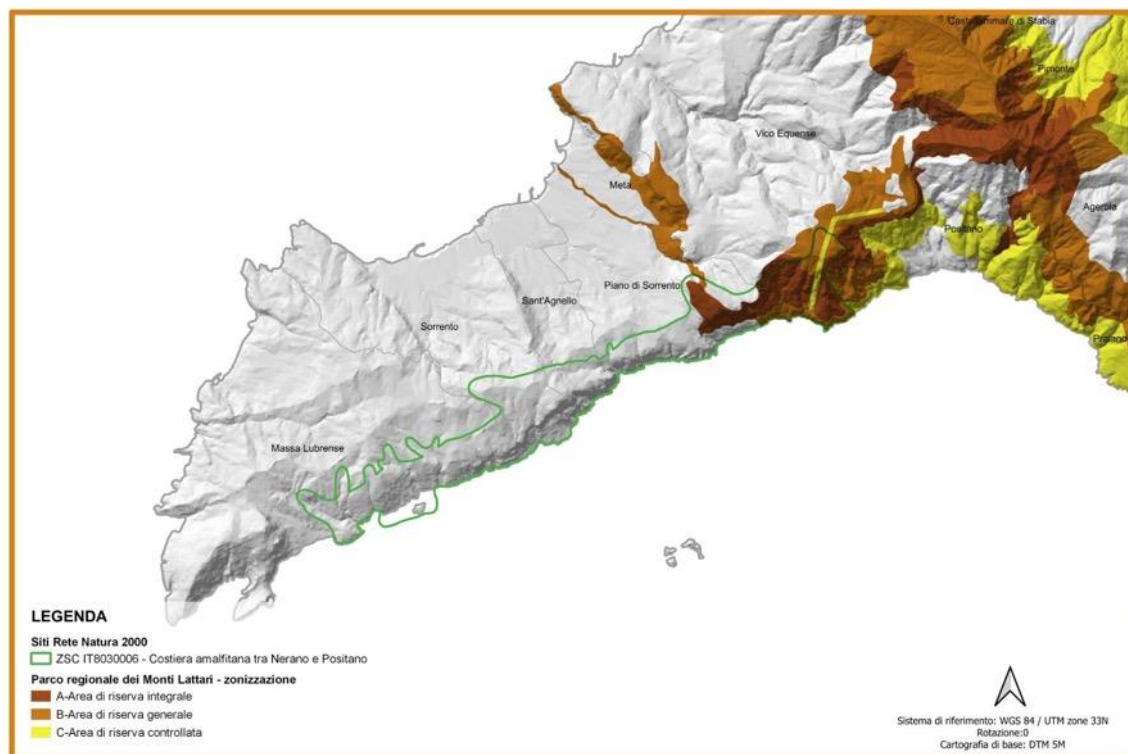 Castellammare di Stabia
Pimonte
Vico Equense
Meta
Agerola
Positano
Piano di Sorrento
Sant'Agnello
Sorrento
Praiano
Massa Lubrense
LEGENDA
Siti Rete Natura 2000
ZSC IT8030006 - Costiera amalfitana tra Nerano e Positano
Parco regionale dei Monti Lattari - zonizzazione
A-Area di riserva integrale
B-Area di riserva generale
C-Area di riserva controllata
Sistema di riferimento: WGS 84 / UTM zone 33N
Rotazione:0
Cartografia di base: DTM 5M